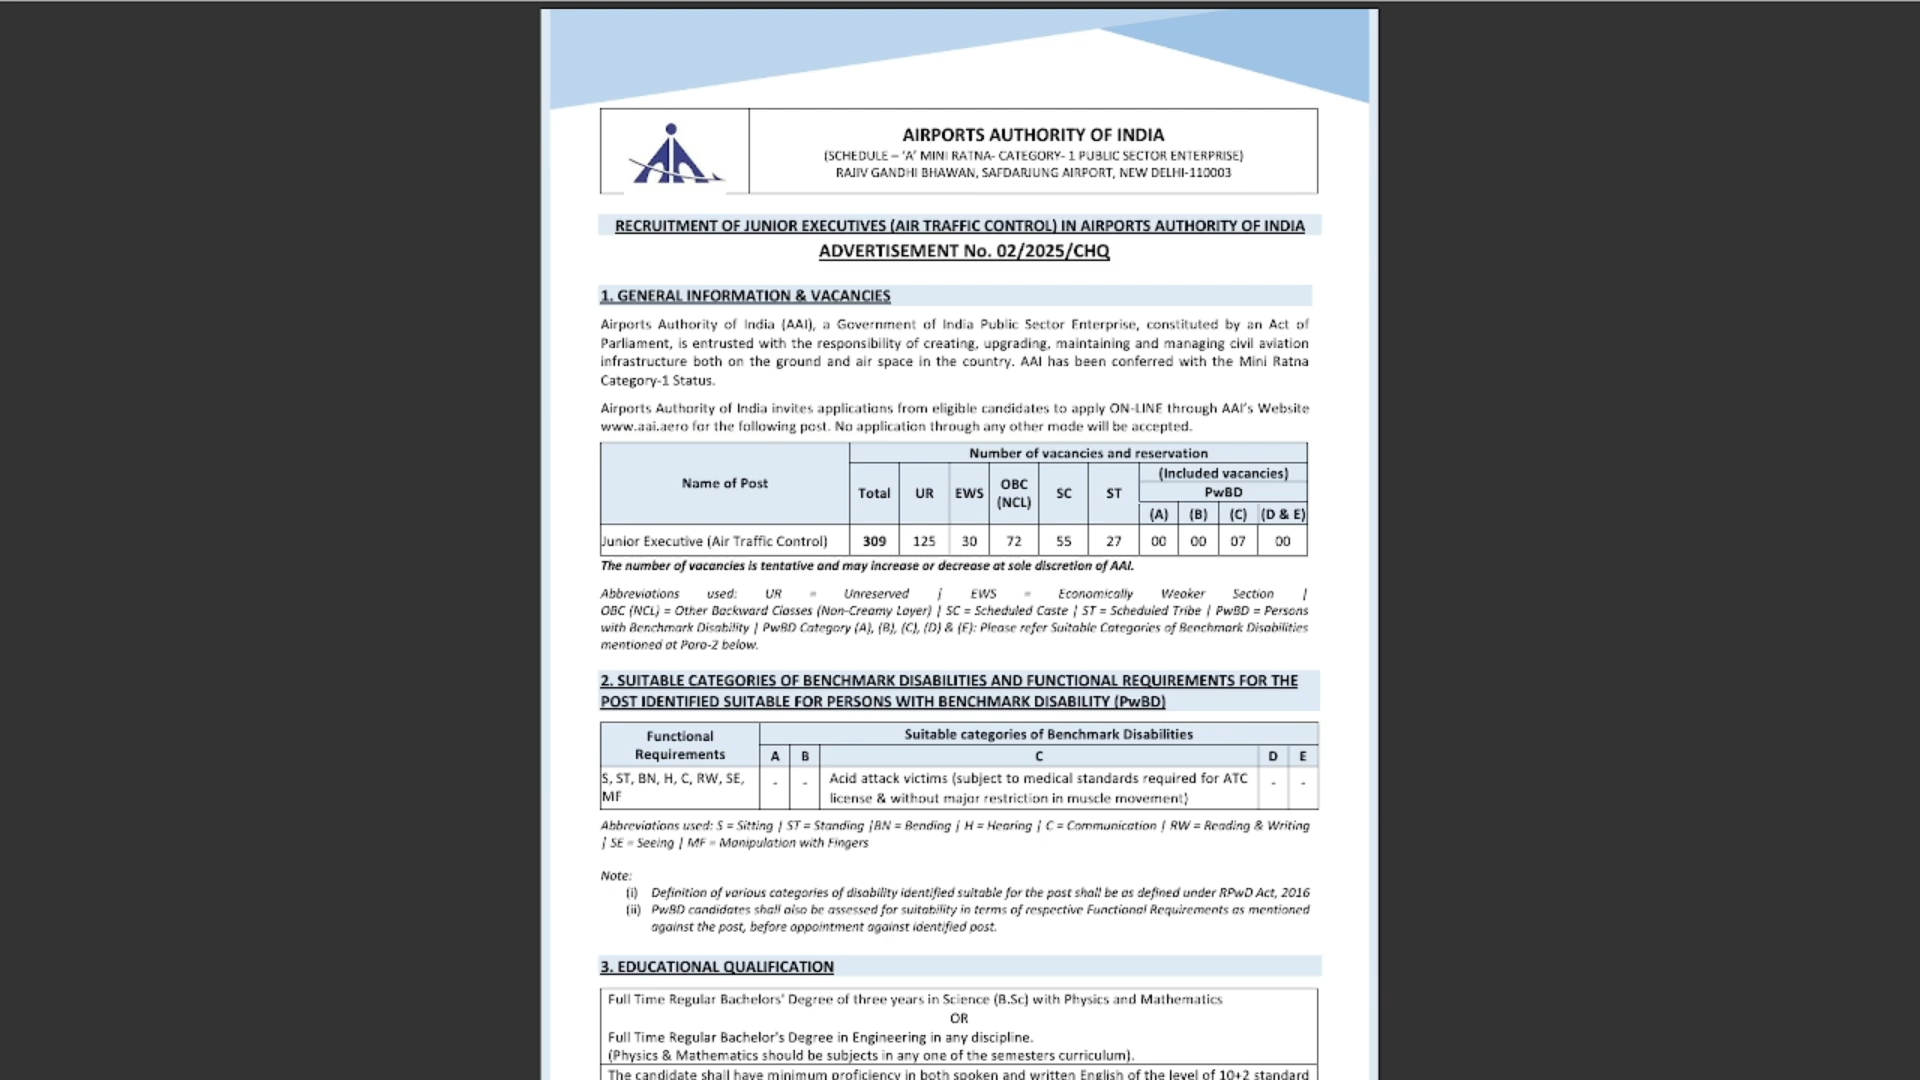 AIRPORTS AUTHORITY OF INDIA
(SCHEDULE – ‘A’ MINI RATNA- CATEGORY- 1 PUBLIC SECTOR ENTERPRISE)
RAJIV GANDHI BHAWAN, SAFDARJUNG AIRPORT, NEW DELHI-110003
RECRUITMENT OF JUNIOR EXECUTIVES (AIR TRAFFIC CONTROL) IN AIRPORTS AUTHORITY OF INDIA
ADVERTISEMENT No. 02/2025/CHQ
1. GENERAL INFORMATION & VACANCIES
Airports Authority of India (AAI), a Government of India Public Sector Enterprise, constituted by an Act of
Parliament, is entrusted with the responsibility of creating, upgrading, maintaining and managing civil aviation
infrastructure both on the ground and air space in the country. AAI has been conferred with the Mini Ratna
Category-1 Status.
Airports Authority of India invites applications from eligible candidates to apply ON-LINE through AAI’s Website
www.aai.aero for the following post. No application through any other mode will be accepted.
Name of Post
Number of vacancies and reservation
Total UR EWS OBC (NCL) SC ST
(Included vacancies)
PwBD
(A) (B) (C) (D & E)
Junior Executive (Air Traffic Control) 309 125 30 72 55 27 00 00 07 00
The number of vacancies is tentative and may increase or decrease at sole discretion of AAI.
Abbreviations used: UR = Unreserved | EWS = Economically Weaker Section |
OBC (NCL) = Other Backward Classes (Non-Creamy Layer) | SC = Scheduled Caste | ST = Scheduled Tribe | PwBD = Persons
with Benchmark Disability | PwBD Category (A), (B), (C), (D) & (E): Please refer Suitable Categories of Benchmark Disabilities
mentioned at Para-2 below.
2. SUITABLE CATEGORIES OF BENCHMARK DISABILITIES AND FUNCTIONAL REQUIREMENTS FOR THE
POST IDENTIFIED SUITABLE FOR PERSONS WITH BENCHMARK DISABILITY (PwBD)
Functional
Requirements
Suitable categories of Benchmark Disabilities
A B C D E
S, ST, BN, H, C, RW, SE,
MF
- - Acid attack victims (subject to medical standards required for ATC
license & without major restriction in muscle movement) - -
Abbreviations used: S = Sitting | ST = Standing |BN = Bending | H = Hearing | C = Communication | RW = Reading & Writing
| SE = Seeing | MF = Manipulation with Fingers
Note:
(i) Definition of various categories of disability identified suitable for the post shall be as defined under RPwD Act, 2016
(ii) PwBD candidates shall also be assessed for suitability in terms of respective Functional Requirements as mentioned
against the post, before appointment against identified post.
3. EDUCATIONAL QUALIFICATION
Full Time Regular Bachelors' Degree of three years in Science (B.Sc) with Physics and Mathematics
OR
Full Time Regular Bachelor's Degree in Engineering in any discipline.
(Physics & Mathematics should be subjects in any one of the semesters curriculum).
The candidate shall have minimum proficiency in both spoken and written English of the level of 10+2 standard